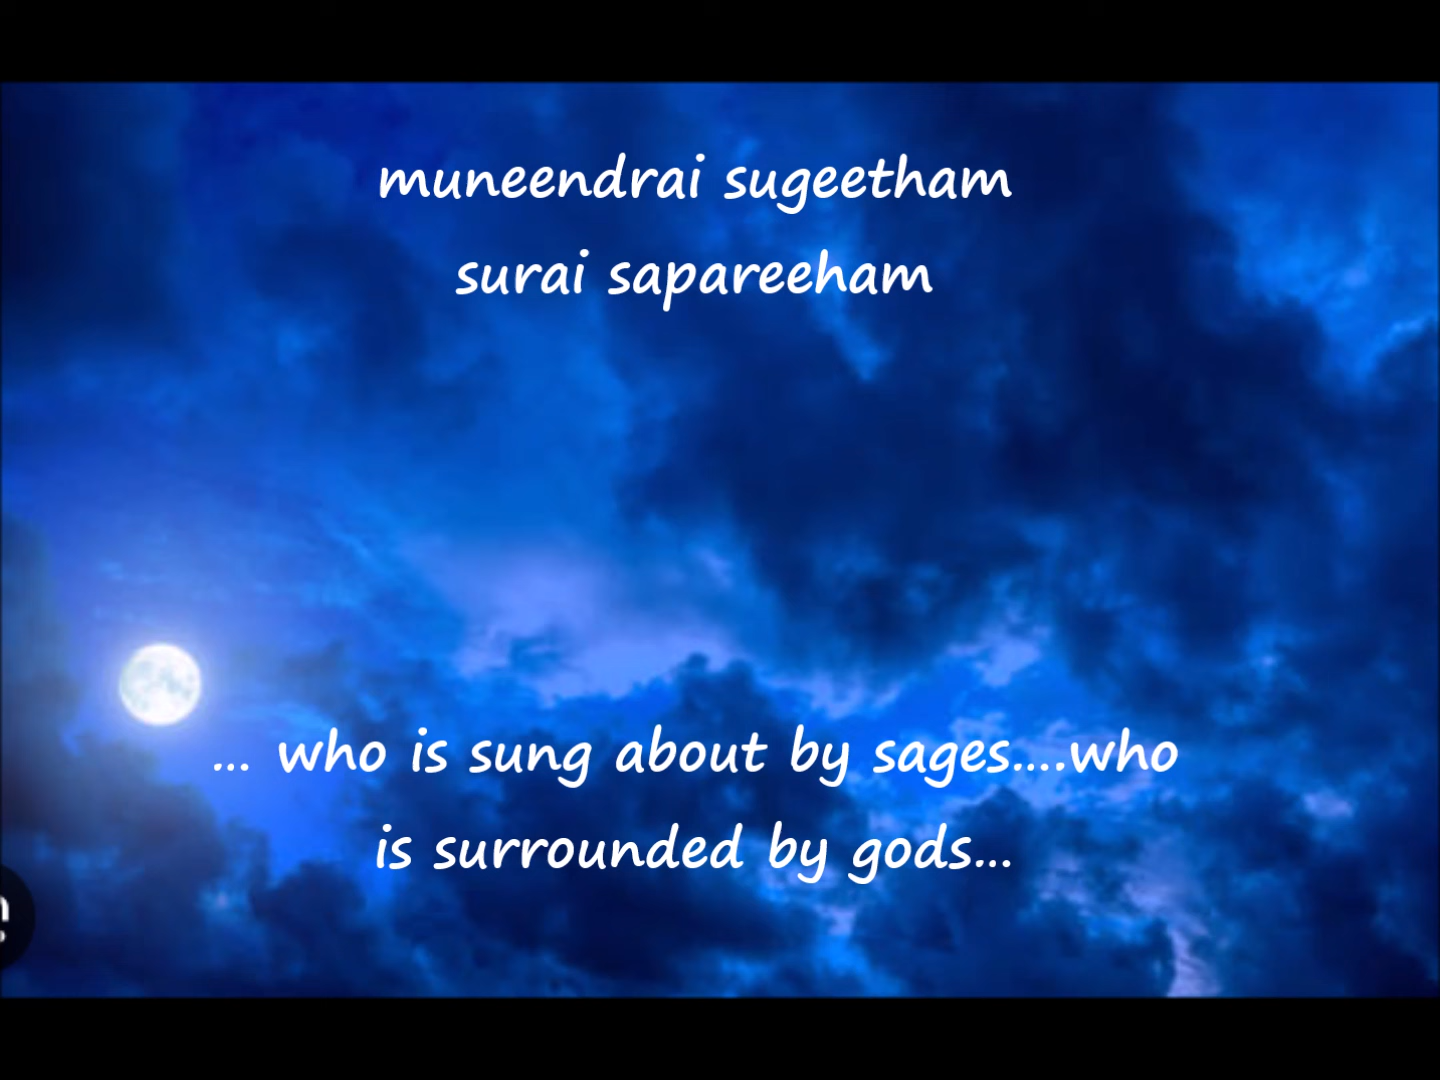 muneendrai sugeetham
surai sapareeham
... who is sung about by sages....who
is surrounded by gods...